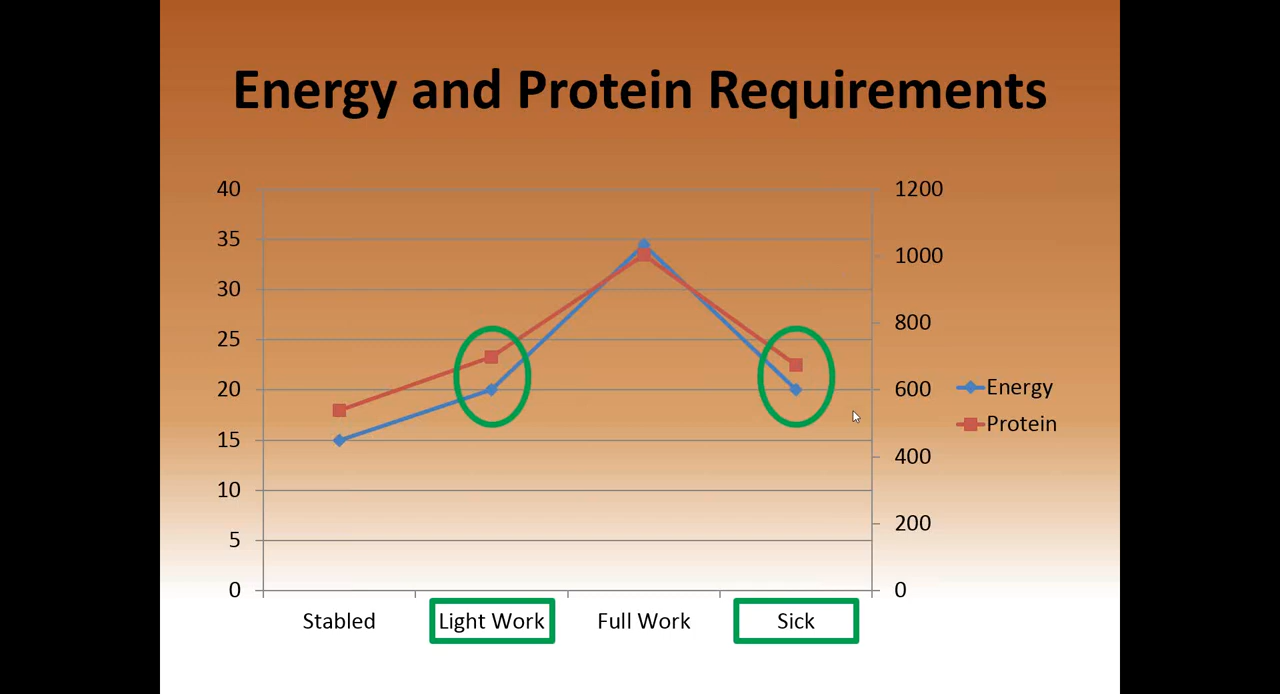 Energy and Protein Requirements
40
35
30
25
20
15
10
5
0
1200
1000
800
600
400
200
0
Energy
Protein
Stabled
Light Work
Full Work
Sick